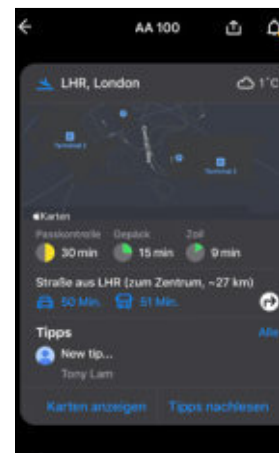 AA 100
LHR, London
1°C
Terminal
Terminal
Karten
Passkontrolle Gepäck Zoll
30 min 15 min 9 min
Straße aus LHR (zum Zentrum, ~27 km)
50 Min. 51 Min.
Tipps Alle
New tip...
Tony Lam
Karten anzeigen Tipps nachlesen